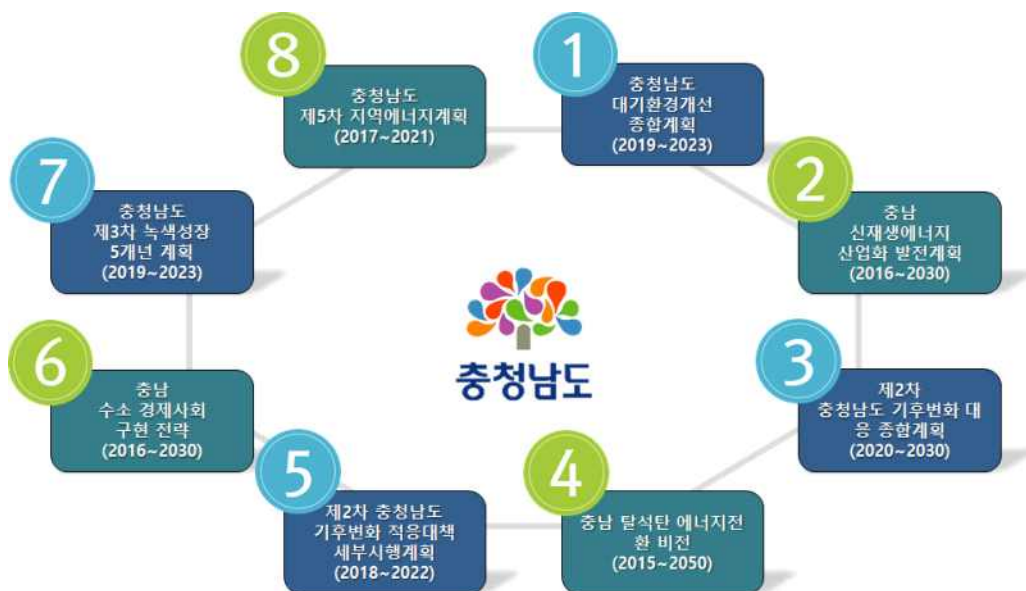 1
충청남도
대기환경개선
종합계획
(2019~2023)
2
충남
신재생에너지
산업화 발전계획
(2016~2030)
3
제2차
충청남도 기후변화 대
응 종합계획
(2020~2030)
4
충남 탈석탄 에너지전
환 비전
(2015~2050)
5
제2차 충청남도
기후변화 적응대책
세부시행계획
(2018~2022)
6
충남
수소 경제사회
구현 전략
(2016~2030)
7
충청남도
제3차 녹색성장
5개년 계획
(2019~2023)
8
충청남도
제5차 지역에너지계획
(2017~2021)
충청남도